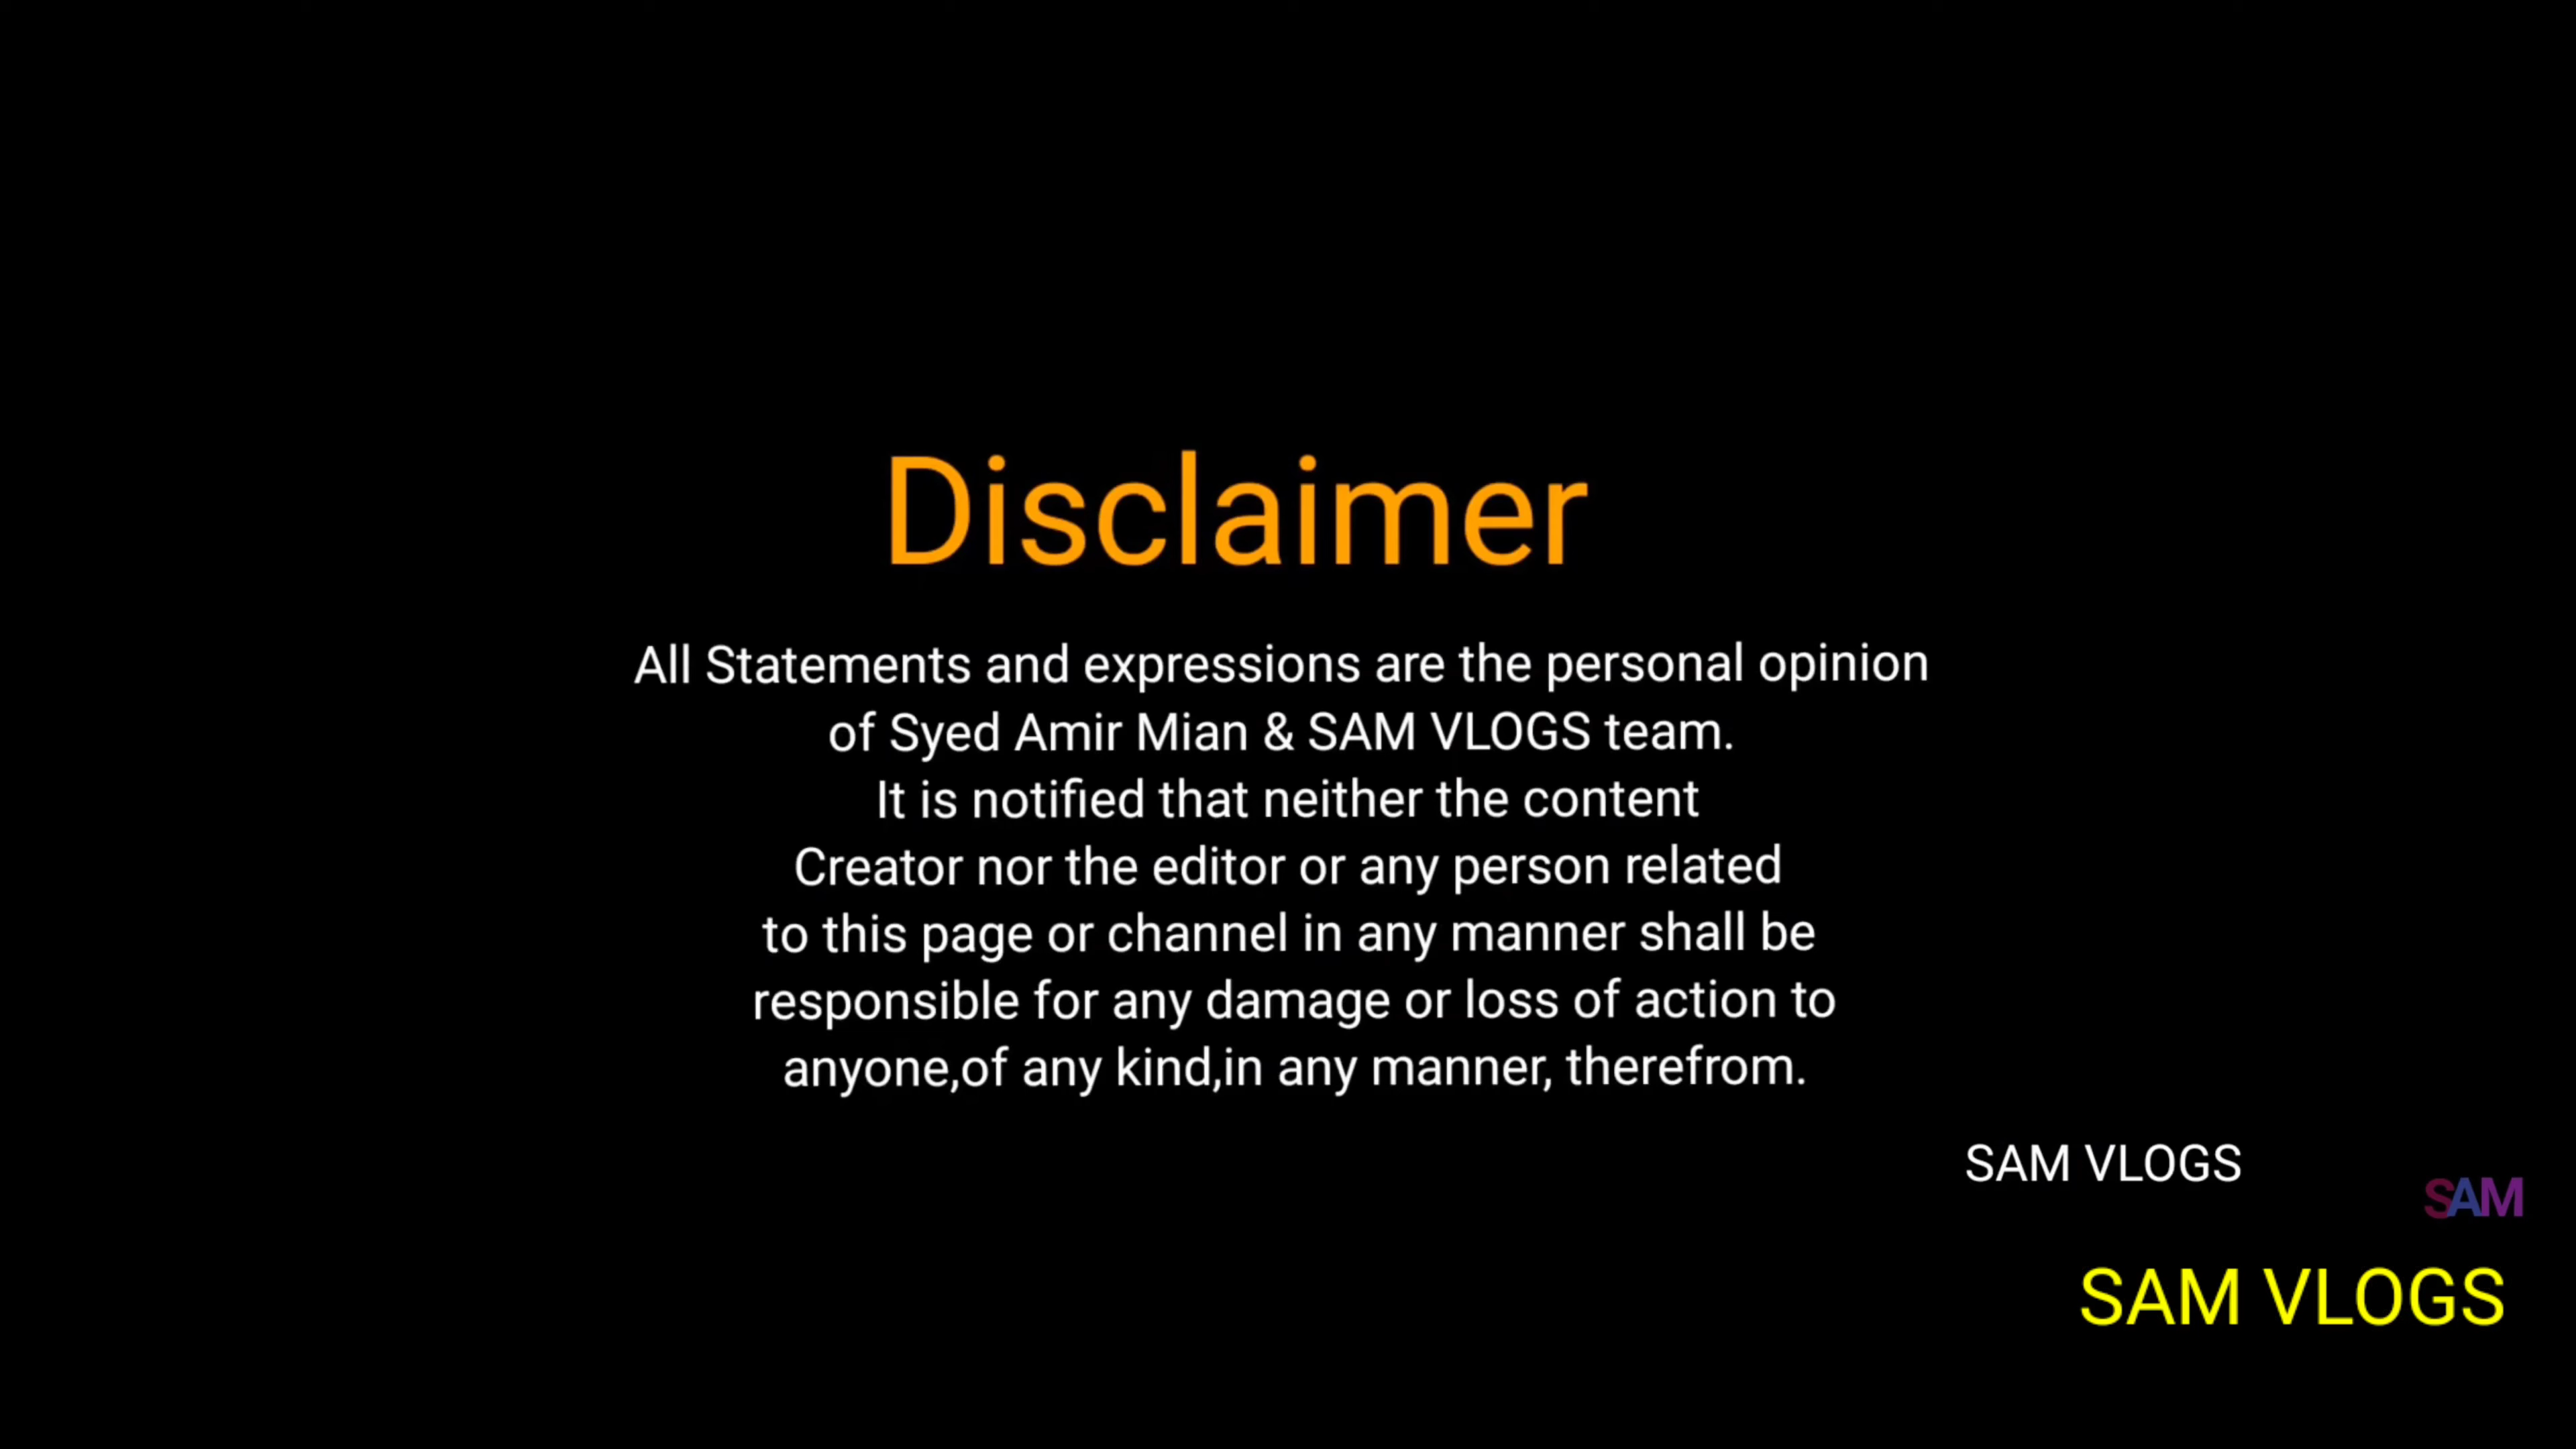 Disclaimer
All Statements and expressions are the personal opinion
of Syed Amir Mian & SAM VLOGS team.
It is notified that neither the content
Creator nor the editor or any person related
to this page or channel in any manner shall be
responsible for any damage or loss of action to
anyone,of any kind,in any manner, therefrom.
SAM VLOGS
SAM
SAM VLOGS